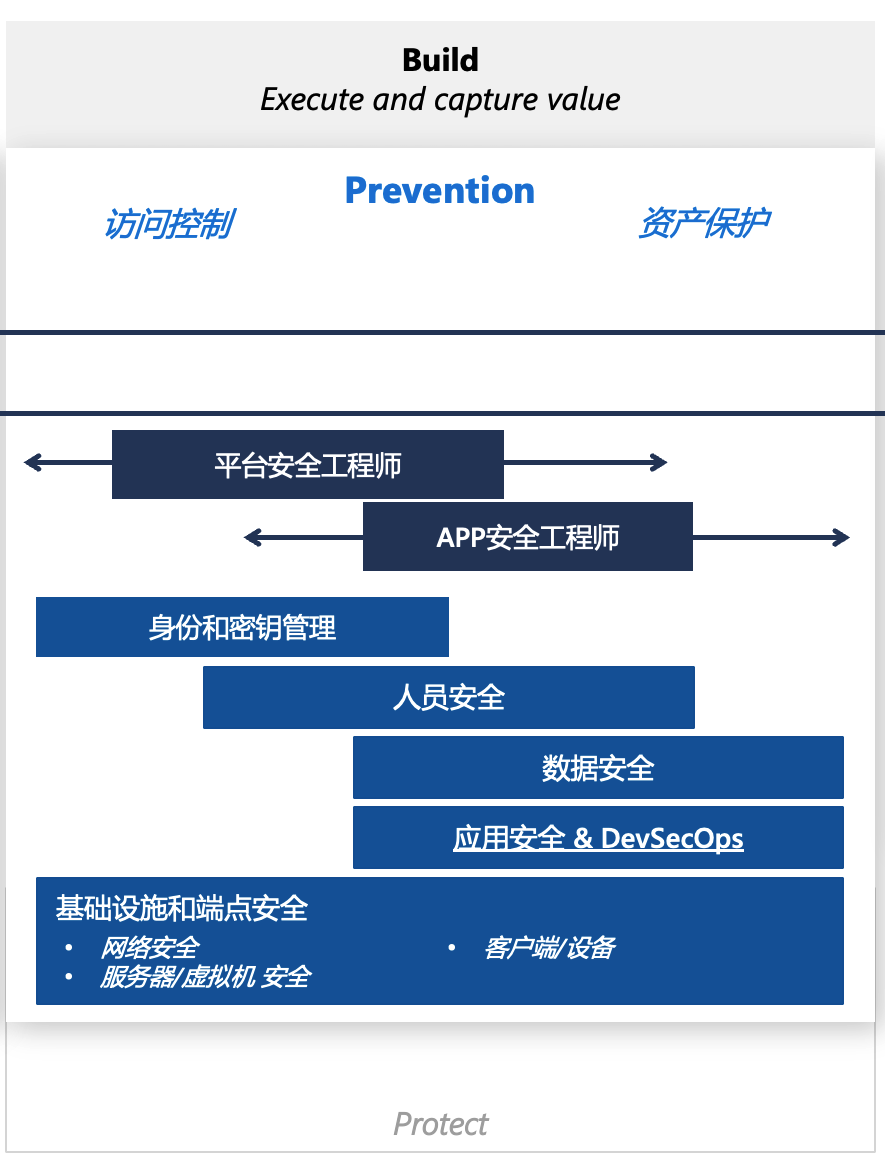 Build
Execute and capture value
Prevention
访问控制
资产保护
平台安全工程师
APP安全工程师
身份和密钥管理
人员安全
数据安全
应用安全 & DevSecOps
基础设施和端点安全
• 网络安全
• 客户端/设备
• 服务器/虚拟机 安全
Protect